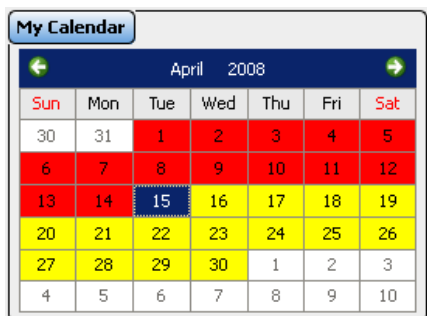 My Calendar
April 2008
Sun Mon Tue Wed Thu Fri Sat
30 31 1 2 3 4 5
6 7 8 9 10 11 12
13 14 15 16 17 18 19
20 21 22 23 24 25 26
27 28 29 30 1 2 3
4 5 6 7 8 9 10